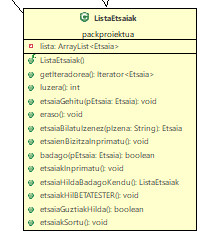 ListaEtsaiak
packproiektua
lista: ArrayList<Etsaia>
ListaEtsaiak()
getIteradorea(): Iterator<Etsaia>
luzera(): int
etsaiaGehitu(pEtsaia: Etsaia): void
eraso(): void
etsaiaBilatuIzenez(pIzena: String): Etsaia
etsaienBizitzaInprimatu(): void
badago(pEtsaia: Etsaia): boolean
etsaiakInprimatu(): void
etsaiaHildaBadagoKendu(): ListaEtsaiak
etsaiakHilBETATESTER(): void
etsaiaGuztiakHilda(): boolean
etsaiakSortu(): void